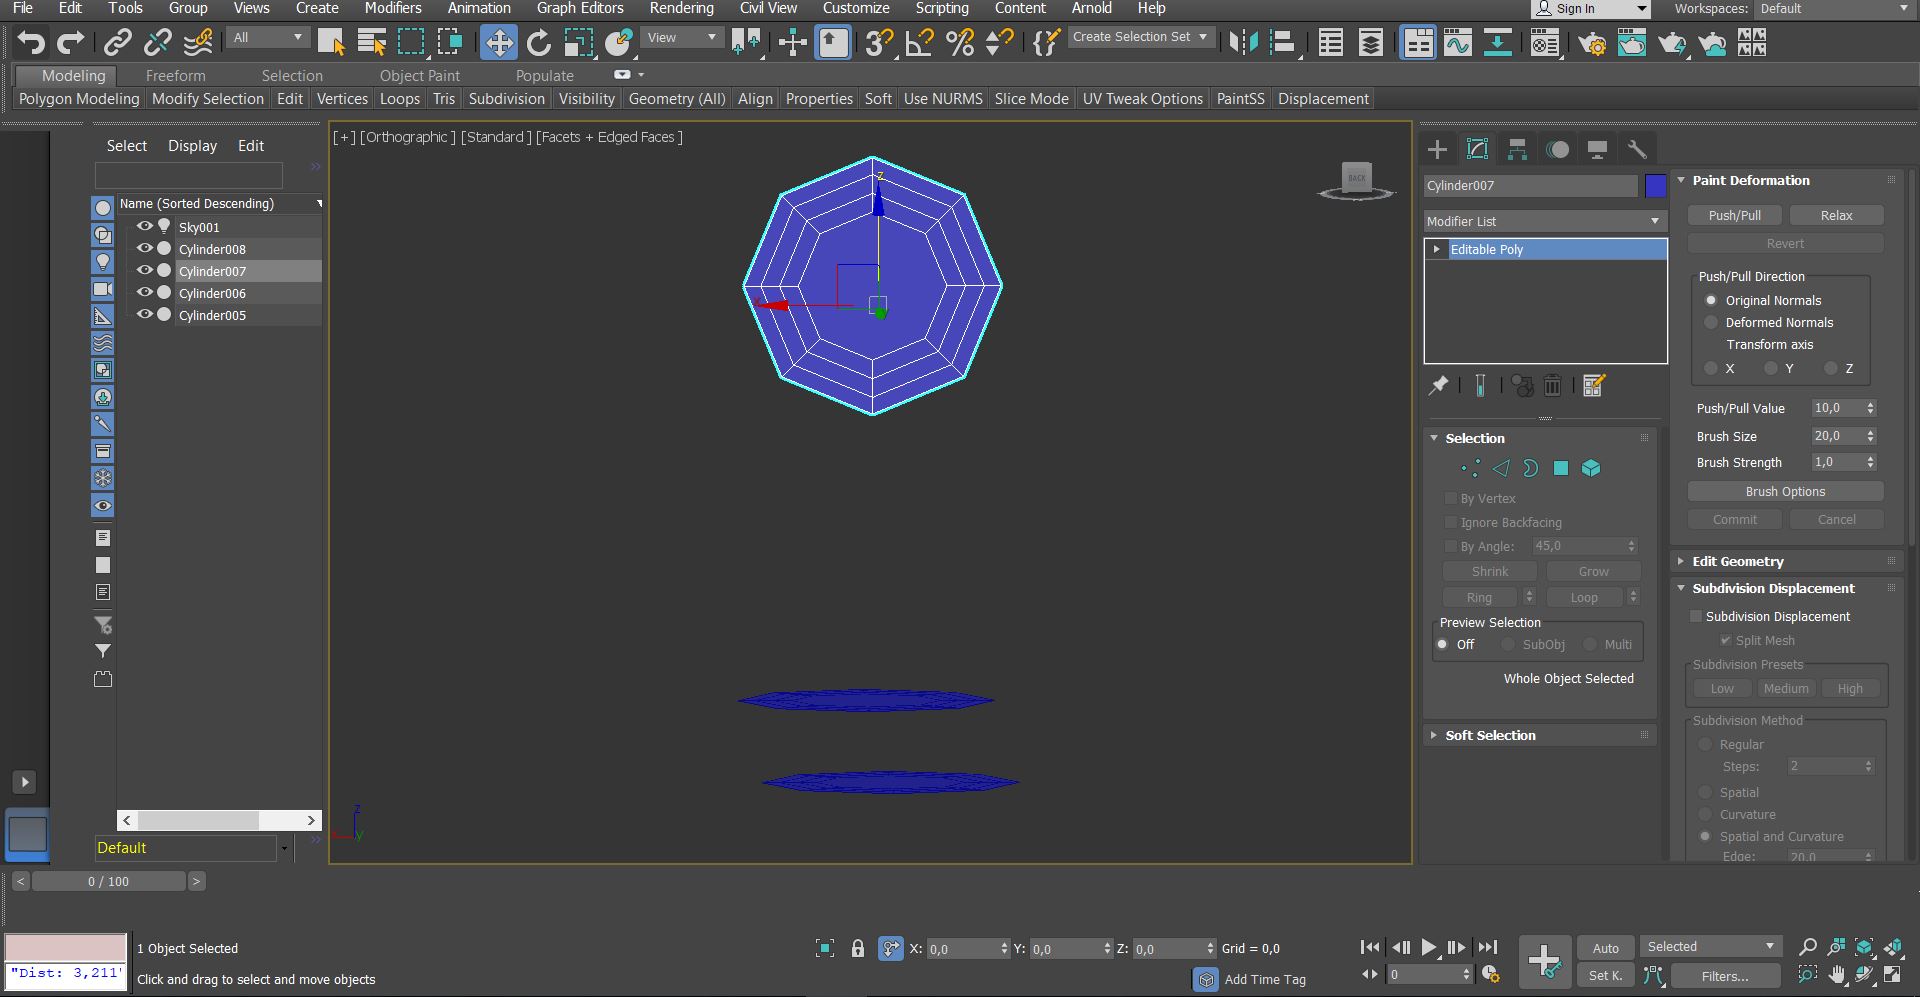 File Edit Tools Group Views Create Modifiers Animation Graph Editors Rendering Civil View Customize Scripting Content Arnold Help Sign In Workspaces: Default
All View Create Selection Set
Modeling Freeform Selection Object Paint Populate
Polygon Modeling Modify Selection Edit Vertices Loops Tris Subdivision Visibility Geometry (All) Align Properties Soft Use NURMS Slice Mode UV Tweak Options PaintSS Displacement
Select Display Edit
Name (Sorted Descending)
Sky001
Cylinder008
Cylinder007
Cylinder006
Cylinder005
Default
[+] [Orthographic] [Standard] [Facets + Edged Faces]
z
x
BACK
z
x
y
Cylinder007
Modifier List
Editable Poly
Selection
By Vertex
Ignore Backfacing
By Angle: 45,0
Shrink Grow
Ring Loop
Preview Selection
Off SubObj Multi
Whole Object Selected
Soft Selection
Paint Deformation
Push/Pull Relax
Revert
Push/Pull Direction
Original Normals
Deformed Normals
Transform axis
X Y Z
Push/Pull Value 10,0
Brush Size 20,0
Brush Strength 1,0
Brush Options
Commit Cancel
Edit Geometry
Subdivision Displacement
Subdivision Displacement
Split Mesh
Subdivision Presets
Low Medium High
Subdivision Method
Regular
Steps: 2
Spatial
Curvature
Spatial and Curvature
Edge: 20,0
< 0 / 100 >
"Dist: 3,211"
1 Object Selected
Click and drag to select and move objects
X: 0,0 Y: 0,0 Z: 0,0 Grid = 0,0
Add Time Tag
0
Auto Selected
Set K. Filters...